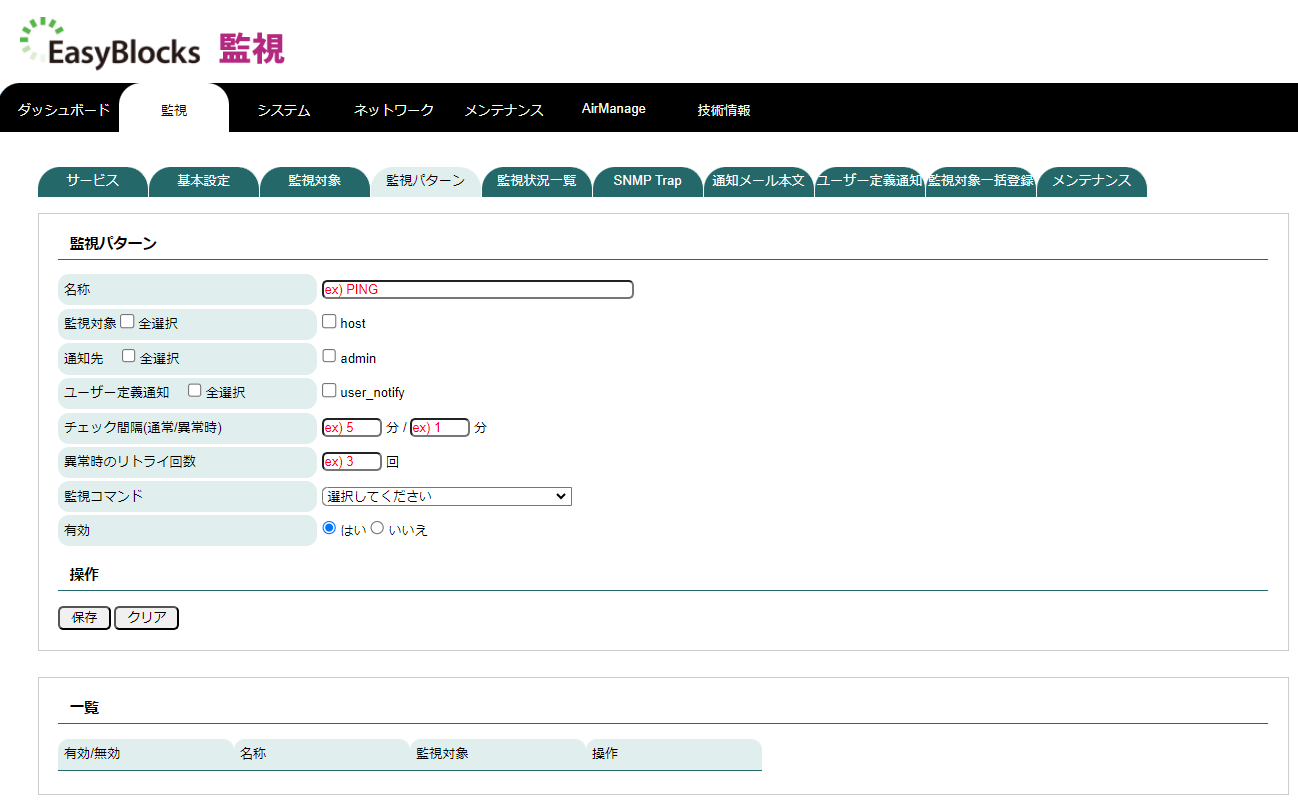 EasyBlocks 監視
ダッシュボード 監視 システム ネットワーク メンテナンス AirManage 技術情報
サービス 基本設定 監視対象 監視パターン 監視状況一覧 SNMP Trap 通知メール本文 ユーザー定義通知 監視対象一括登録 メンテナンス
監視パターン
名称 ex) PING
監視対象 全選択 host
通知先 全選択 admin
ユーザー定義通知 全選択 user_notify
チェック間隔(通常/異常時) ex) 5 分 / ex) 1 分
異常時のリトライ回数 ex) 3 回
監視コマンド 選択してください
有効 はい いいえ
操作
保存 クリア
一覧
有効/無効 名称 監視対象 操作